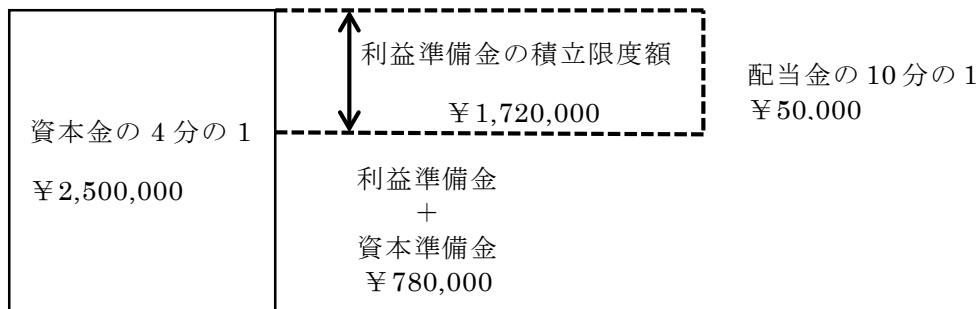 資本金の4分の1
￥2,500,000
利益準備金の積立限度額
￥1,720,000
利益準備金
＋
資本準備金
￥780,000
配当金の10分の1
￥50.000